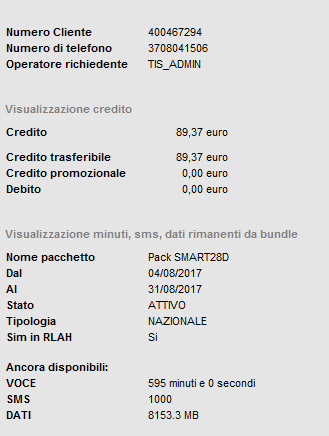 Numero Cliente 400467294
Numero di telefono 3708041506
Operatore richiedente TIS_ADMIN
Visualizzazione credito
Credito 89,37 euro
Credito trasferibile 89,37 euro
Credito promozionale 0,00 euro
Debito 0,00 euro
Visualizzazione minuti, sms, dati rimanenti da bundle
Nome pacchetto Pack SMART28D
Dal 04/08/2017
Al 31/08/2017
Stato ATTIVO
Tipologia NAZIONALE
Sim in RLAH Si
Ancora disponibili:
VOCE 595 minuti e 0 secondi
SMS 1000
DATI 8153.3 MB